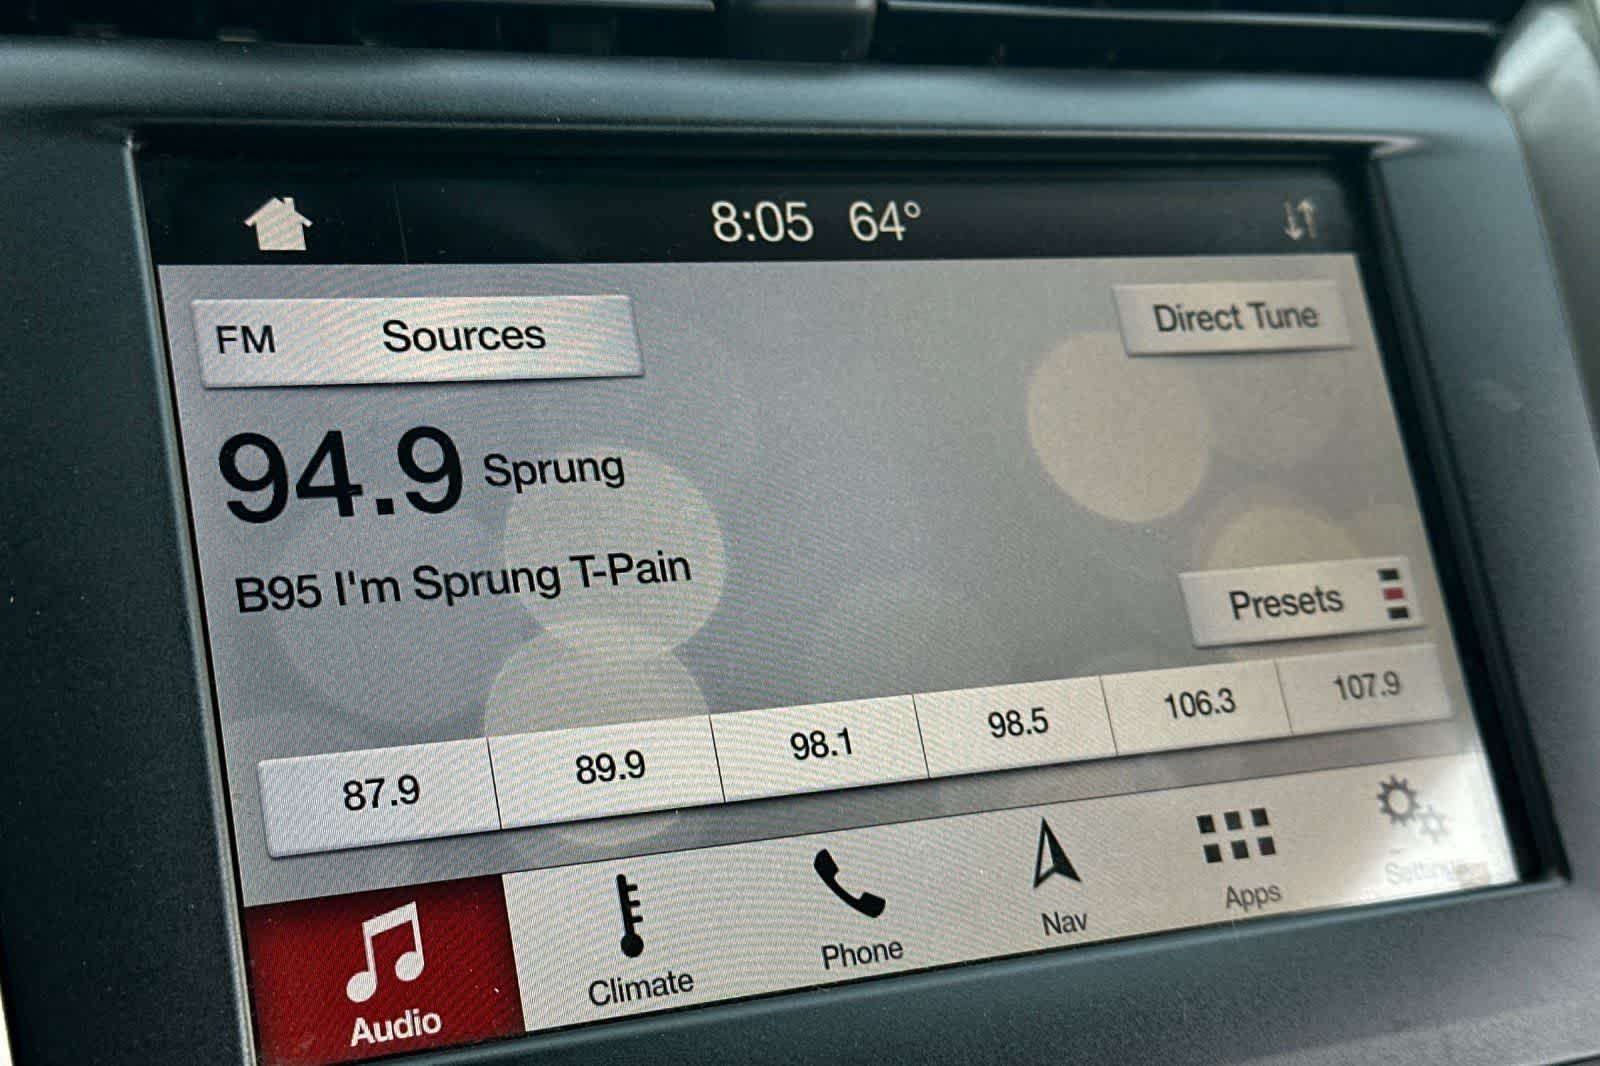 8:05 64°
FM Sources
Direct Tune
94.9 Sprung
B95 I'm Sprung T-Pain
Presets
87.9 89.9 98.1 98.5 106.3 107.9
Audio Climate Phone Nav Apps Settings